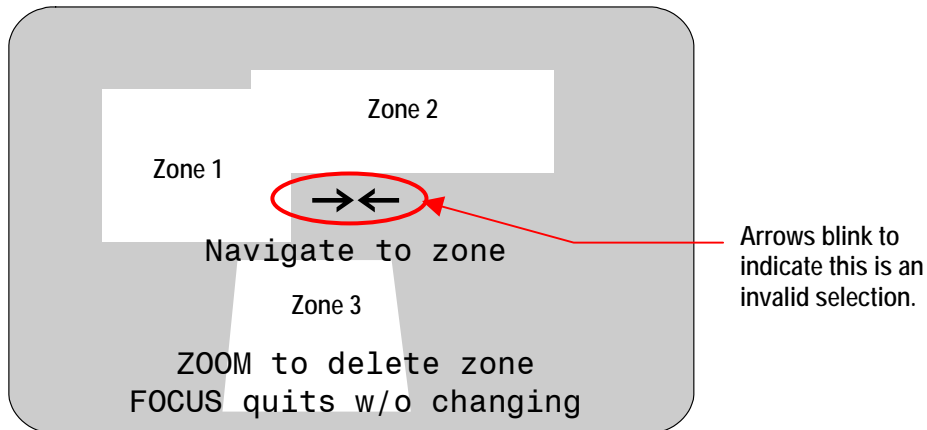 Zone 2
Zone 1
Navigate to zone
Zone 3
ZOOM to delete zone
FOCUS quits w/o changing
Arrows blink to
indicate this is an
invalid selection.